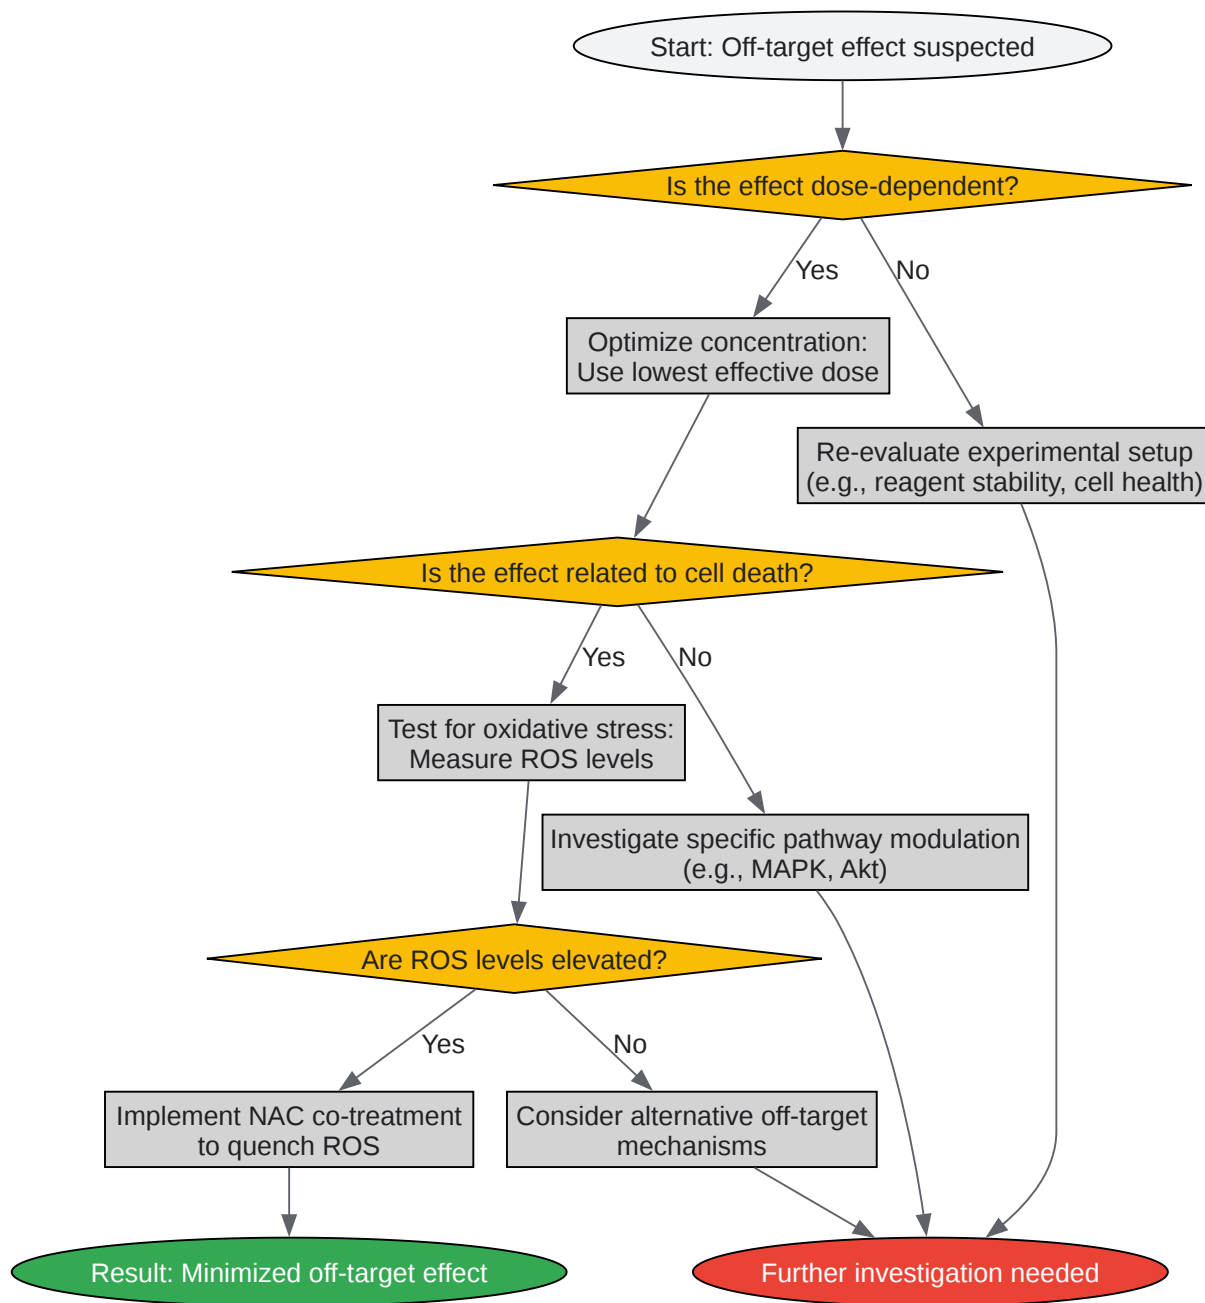 Start: Off-target effect suspected
Is the effect dose-dependent?
Yes
No
Optimize concentration:
Use lowest effective dose
Re-evaluate experimental setup
(e.g., reagent stability, cell health)
Is the effect related to cell death?
Yes
No
Test for oxidative stress:
Measure ROS levels
Investigate specific pathway modulation
(e.g., MAPK, Akt)
Are ROS levels elevated?
Yes
No
Implement NAC co-treatment
to quench ROS
Consider alternative off-target
mechanisms
Result: Minimized off-target effect
Further investigation needed